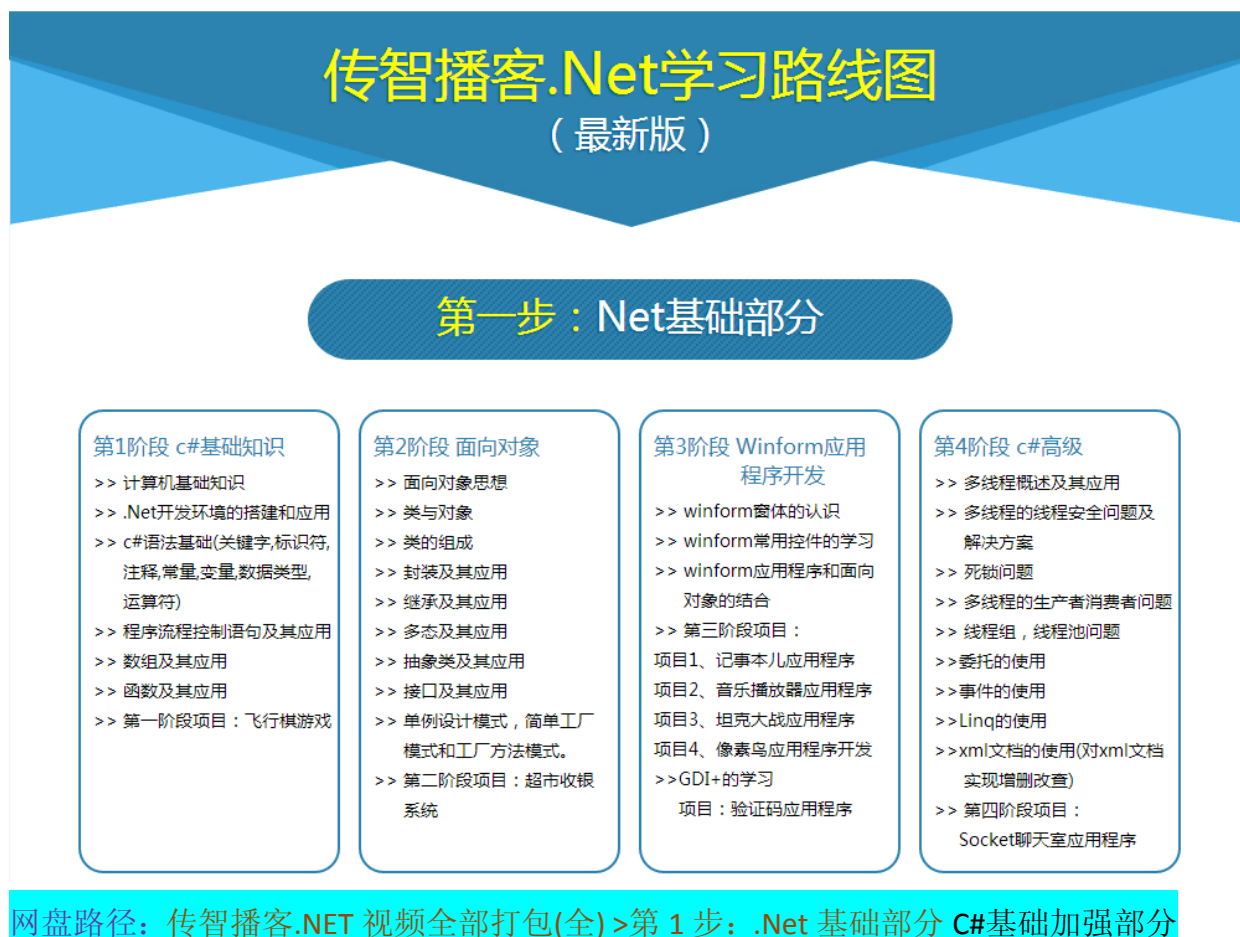 传智播客.Net学习路线图
（最新版）
第一步：Net基础部分
第1阶段 c#基础知识
>> 计算机基础知识
>> .Net开发环境的搭建和应用
>> c#语法基础(关键字,标识符,
注释,常量,变量,数据类型,
运算符)
>> 程序流程控制语句及其应用
>> 数组及其应用
>> 函数及其应用
>> 第一阶段项目：飞行棋游戏
第2阶段 面向对象
>> 面向对象思想
>> 类与对象
>> 类的组成
>> 封装及其应用
>> 继承及其应用
>> 多态及其应用
>> 抽象类及其应用
>> 接口及其应用
>> 单例设计模式，简单工厂
模式和工厂方法模式。
>> 第二阶段项目：超市收银
系统
第3阶段 Winform应用
程序开发
>> winform窗体的认识
>> winform常用控件的学习
>> winform应用程序和面向
对象的结合
>> 第三阶段项目：
项目1、记事本儿应用程序
项目2、音乐播放器应用程序
项目3、坦克大战应用程序
项目4、像素鸟应用程序开发
>>GDI+的学习
项目：验证码应用程序
第4阶段 c#高级
>> 多线程概述及其应用
>> 多线程的线程安全问题及
解决方案
>> 死锁问题
>> 多线程的生产者消费者问题
>> 线程组，线程池问题
>>委托的使用
>>事件的使用
>>Linq的使用
>>xml文档的使用(对xml文档
实现增删改查)
>> 第四阶段项目：
Socket聊天室应用程序
网盘路径：传智播客.NET 视频全部打包(全) >第 1 步：.Net 基础部分 C#基础加强部分